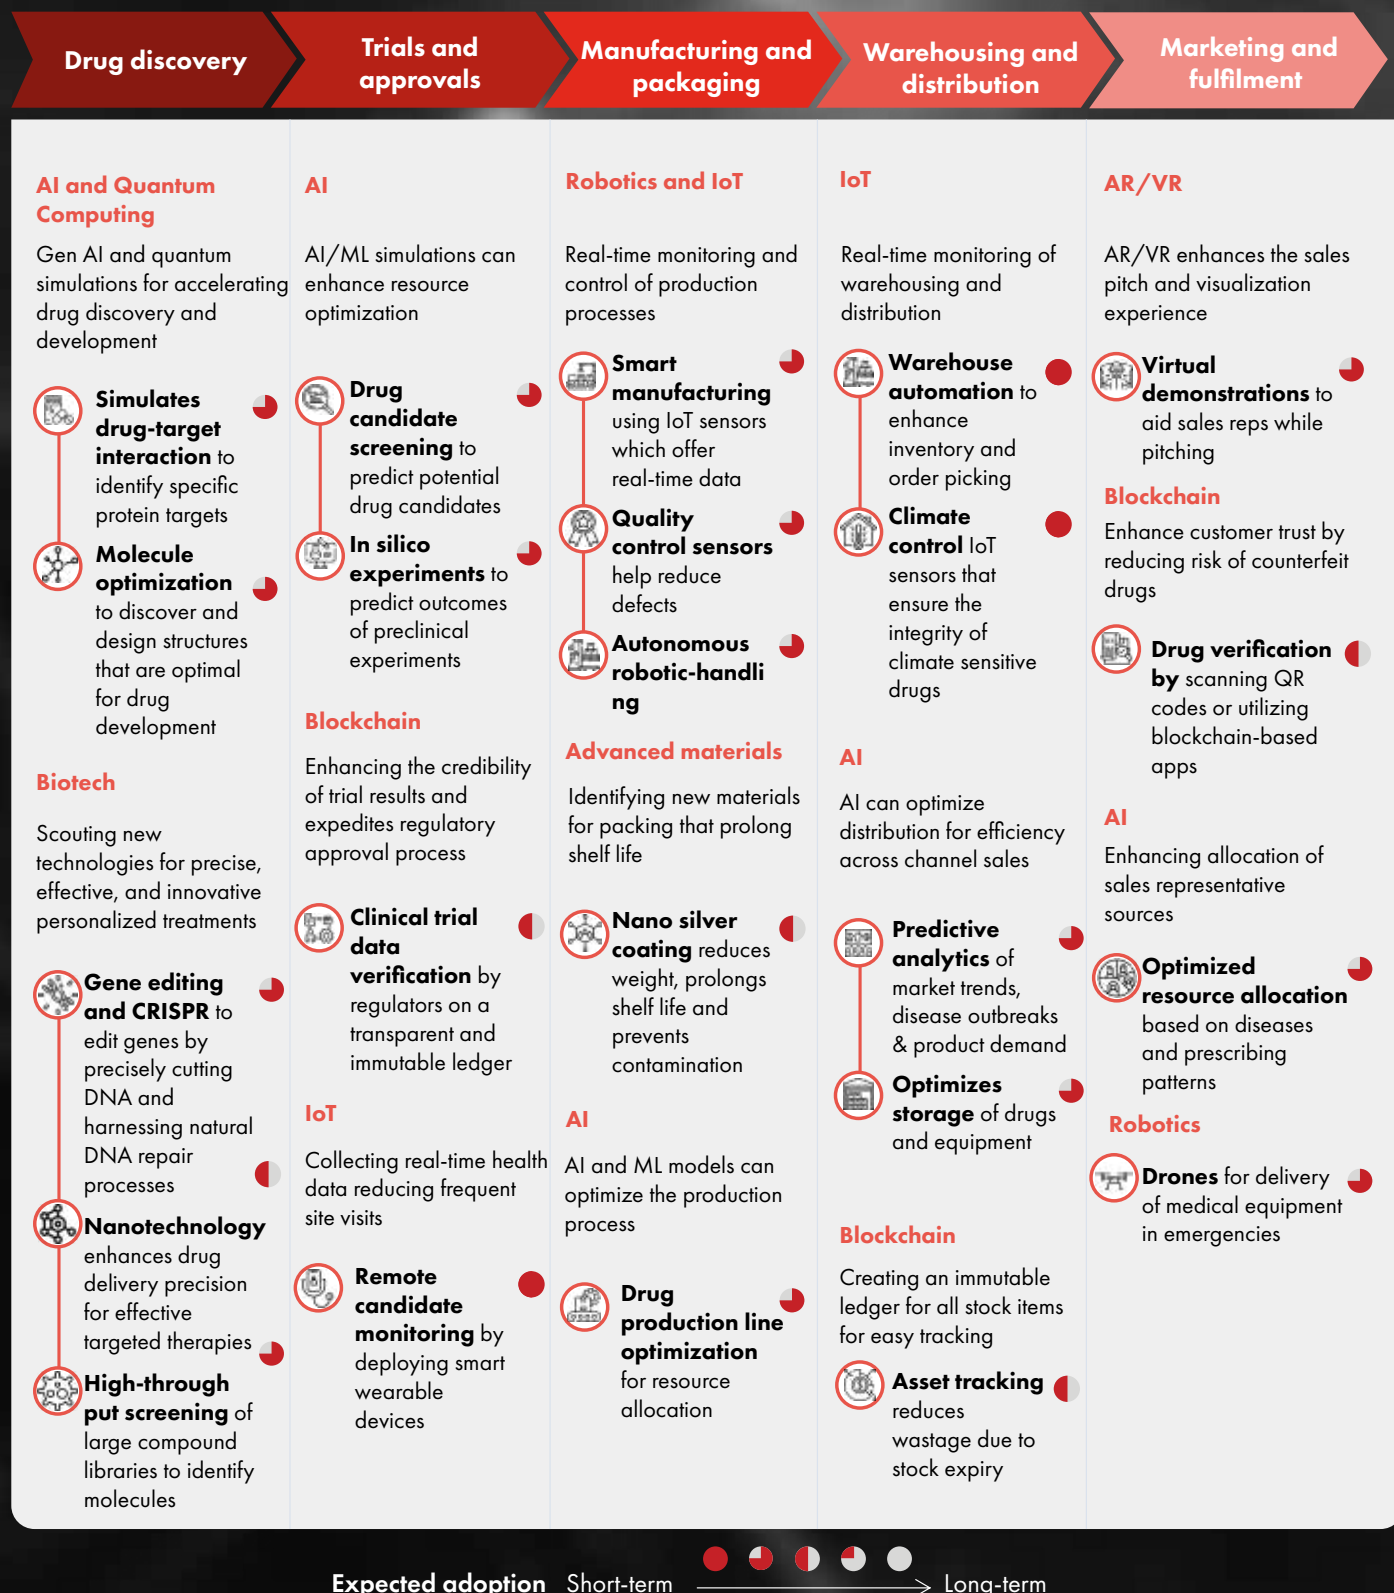 Drug discovery
Trials and
approvals
Manufacturing and
packaging
Warehousing and
distribution
Marketing and
fulfilment
AI and Quantum
Computing
Gen AI and quantum
simulations for accelerating
drug discovery and
development
Simulates
drug-target
interaction to
identify specific
protein targets
Molecule
optimization
to discover and
design structures
that are optimal
for drug
development
Biotech
Scouting new
technologies for precise,
effective, and innovative
personalized treatments
Gene editing
and CRISPR to
edit genes by
precisely cutting
DNA and
harnessing natural
DNA repair
processes
Nanotechnology
enhances drug
delivery precision
for effective
targeted therapies
High-through
put screening of
large compound
libraries to identify
molecules
AI
AI/ML simulations can
enhance resource
optimization
Drug
candidate
screening to
predict potential
drug candidates
In silico
experiments to
predict outcomes
of preclinical
experiments
Blockchain
Enhancing the credibility
of trial results and
expedites regulatory
approval process
Clinical trial
data
verification by
regulators on a
transparent and
immutable ledger
IoT
Collecting real-time health
data reducing frequent
site visits
Remote
candidate
monitoring by
deploying smart
wearable
devices
Robotics and IoT
Real-time monitoring and
control of production
processes
Smart
manufacturing
using IoT sensors
which offer
real-time data
Quality
control sensors
help reduce
defects
Autonomous
robotic-handli
ng
Advanced materials
Identifying new materials
for packing that prolong
shelf life
Nano silver
coating reduces
weight, prolongs
shelf life and
prevents
contamination
AI
AI and ML models can
optimize the production
process
Drug
production line
optimization
for resource
allocation
IoT
Real-time monitoring of
warehousing and
distribution
Warehouse
automation to
enhance
inventory and
order picking
Climate
control IoT
sensors that
ensure the
integrity of
climate sensitive
drugs
AI
AI can optimize
distribution for efficiency
across channel sales
Predictive
analytics of
market trends,
disease outbreaks
& product demand
Optimizes
storage of drugs
and equipment
Blockchain
Creating an immutable
ledger for all stock items
for easy tracking
Asset tracking
reduces
wastage due to
stock expiry
AR/VR
AR/VR enhances the sales
pitch and visualization
experience
Virtual
demonstrations to
aid sales reps while
pitching
Blockchain
Enhance customer trust by
reducing risk of counterfeit
drugs
Drug verification
by scanning QR
codes or utilizing
blockchain-based
apps
AI
Enhancing allocation of
sales representative
sources
Optimized
resource allocation
based on diseases
and prescribing
patterns
Robotics
Drones for delivery
of medical equipment
in emergencies
Expected adoption Short-term Long-term